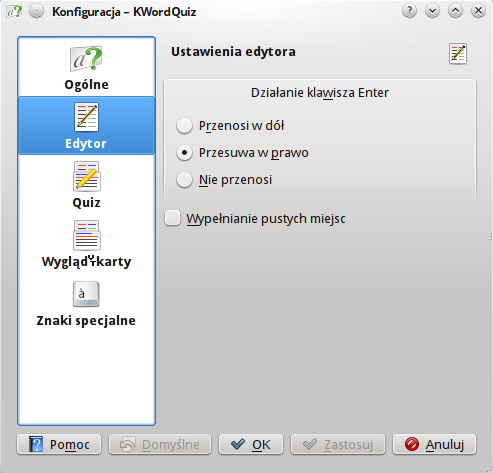 Konfiguracja – KWordQuiz
Ogólne
Edytor
Quiz
Wygląd karty
Znaki specjalne
Ustawienia edytora
Działanie klawisza Enter
Przenosi w dół
Przesuwa w prawo
Nie przenosi
Wypełnianie pustych miejsc
Pomoc
Domyślne
OK
Zastosuj
Anuluj